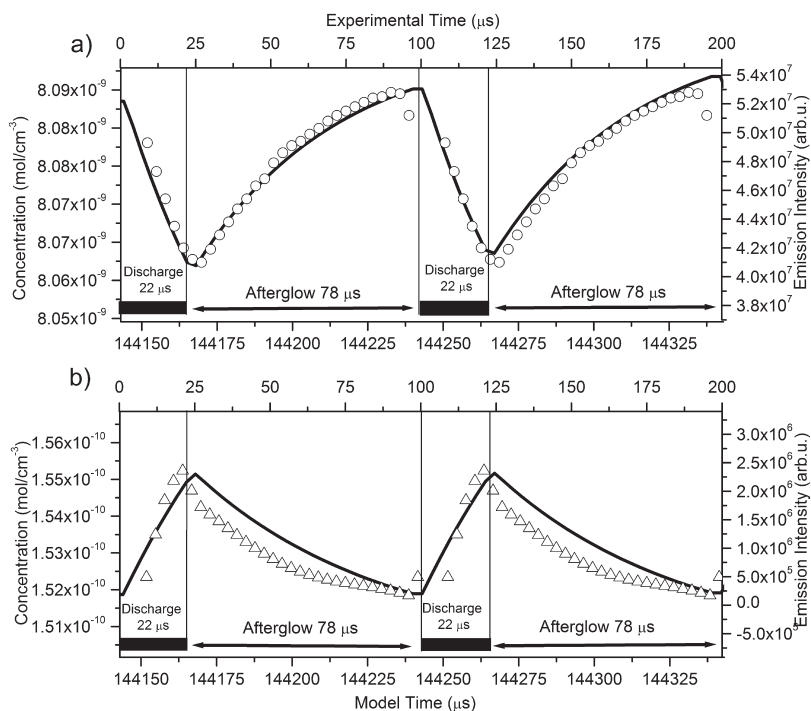 Experimental Time (μs)
a)
0 25 50 75 100 125 150 175 200
8.09x10⁻⁹
8.08x10⁻⁹
8.08x10⁻⁹
8.07x10⁻⁹
8.07x10⁻⁹
8.06x10⁻⁹
8.05x10⁻⁹
Concentration (mol/cm⁻³)
5.4x10⁷
5.2x10⁷
5.0x10⁷
4.8x10⁷
4.6x10⁷
4.4x10⁷
4.2x10⁷
4.0x10⁷
3.8x10⁷
Emission Intensity (arb.u.)
Discharge
22 μs
Afterglow 78 μs
Discharge
22 μs
Afterglow 78 μs
144150 144175 144200 144225 144250 144275 144300 144325
b)
0 25 50 75 100 125 150 175 200
1.56x10⁻¹⁰
1.55x10⁻¹⁰
1.54x10⁻¹⁰
1.53x10⁻¹⁰
1.52x10⁻¹⁰
1.51x10⁻¹⁰
Concentration (mol/cm⁻³)
3.0x10⁶
2.5x10⁶
2.0x10⁶
1.5x10⁶
1.0x10⁶
5.0x10⁵
0.0
-5.0x10⁵
Emission Intensity (arb.u.)
Discharge
22 μs
Afterglow 78 μs
Discharge
22 μs
Afterglow 78 μs
144150 144175 144200 144225 144250 144275 144300 144325
Model Time (μs)